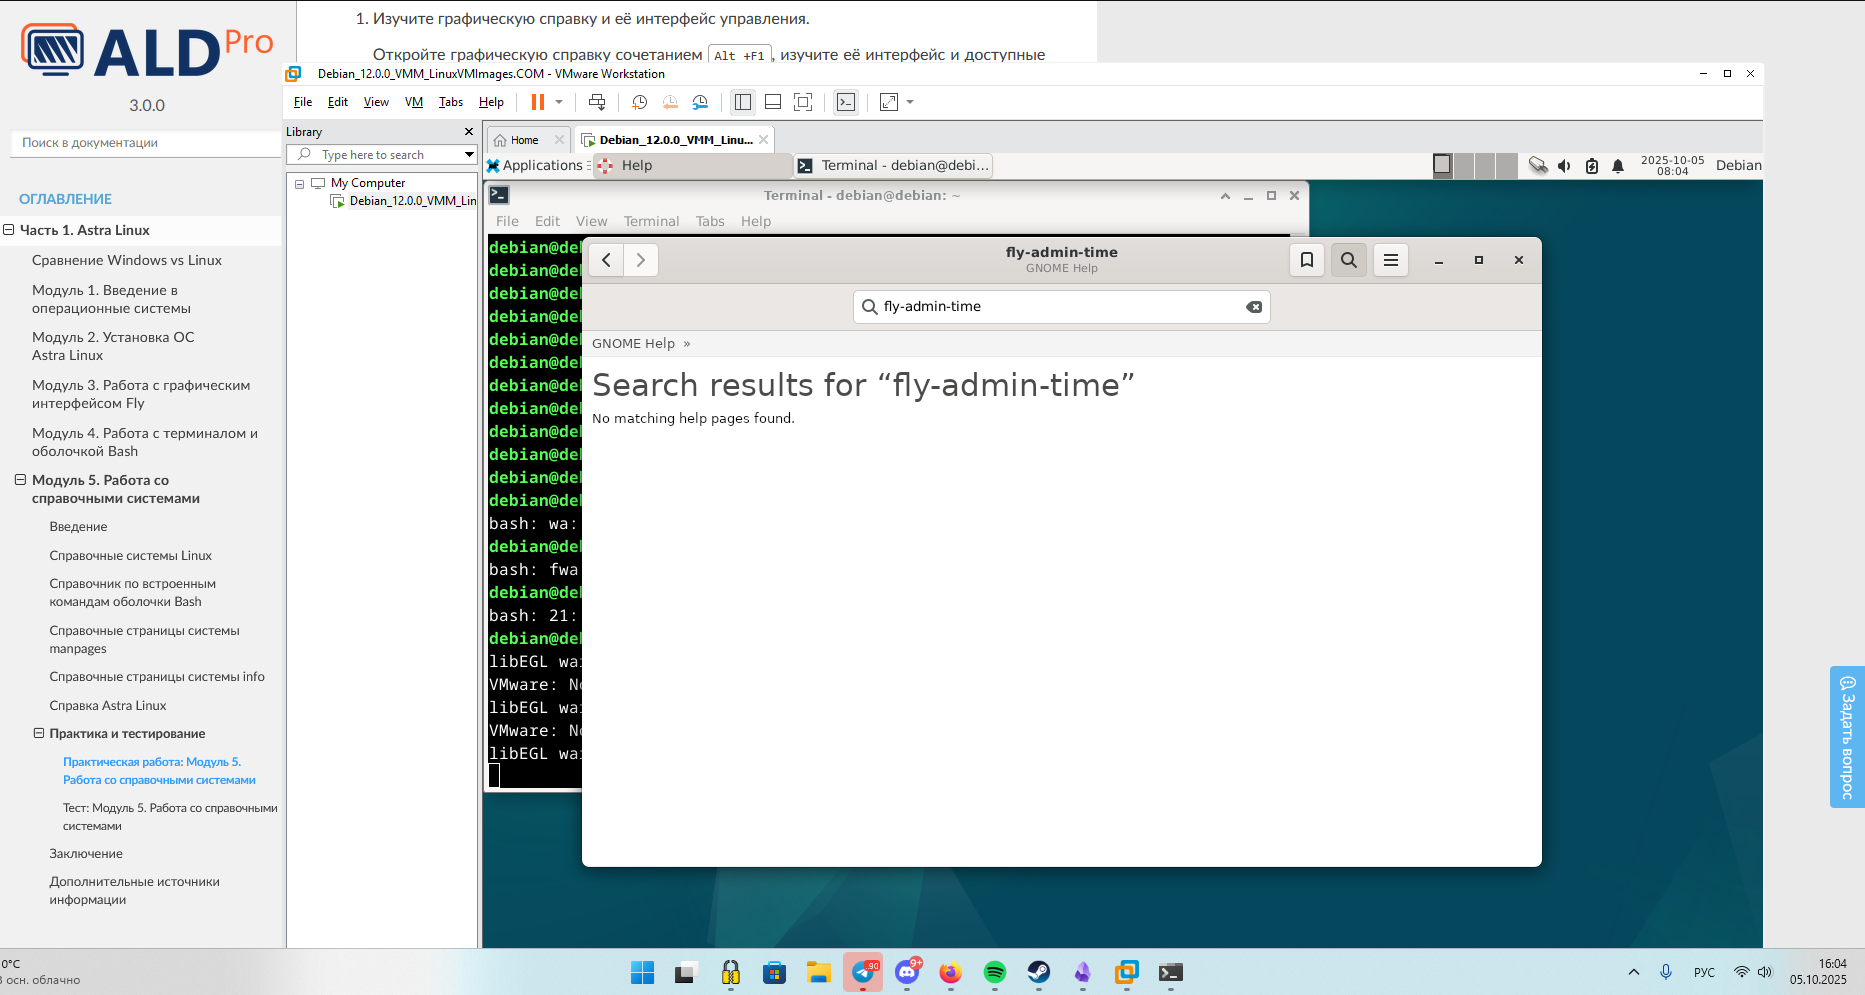 ALDPro
3.0.0
Поиск в документации
ОГЛАВЛЕНИЕ
Часть 1. Astra Linux
Сравнение Windows vs Linux
Модуль 1. Введение в
операционные системы
Модуль 2. Установка ОС
Astra Linux
Модуль 3. Работа с графическим
интерфейсом Fly
Модуль 4. Работа с терминалом и
оболочкой Bash
Модуль 5. Работа со
справочными системами
Введение
Справочные системы Linux
Справочник по встроенным
командам оболочки Bash
Справочные страницы системы
manpages
Справочные страницы системы info
Справка Astra Linux
Практика и тестирование
Практическая работа: Модуль 5.
Работа со справочными системами
Тест: Модуль 5. Работа со справочными
системами
Заключение
Дополнительные источники
информации
1. Изучите графическую справку и её интерфейс управления.
Откройте графическую справку сочетанием Alt +F1, изучите её интерфейс и доступные
Debian_12.0.0_VMM_LinuxVMImages.COM - VMware Workstation
File Edit View VM Tabs Help
Library
Type here to search
My Computer
Debian_12.0.0_VMM_Lin
Home
Debian_12.0.0_VMM_Linu...
Applications
Help
Terminal - debian@debi...
2025-10-05
08:04
Debian
Terminal - debian@debian: ~
File Edit View Terminal Tabs Help
debian@de
debian@de
debian@de
debian@de
debian@de
debian@de
debian@de
debian@de
debian@de
debian@de
debian@de
debian@de
bash: wa:
debian@de
bash: fwa
debian@de
bash: 21:
debian@de
libEGL wa
VMware: No
libEGL wa
VMware: No
libEGL wa
fly-admin-time
GNOME Help
fly-admin-time
GNOME Help »
Search results for “fly-admin-time”
No matching help pages found.
Задать вопрос
0°C
осн. облачно
90
9+
РУС
16:04
05.10.2025